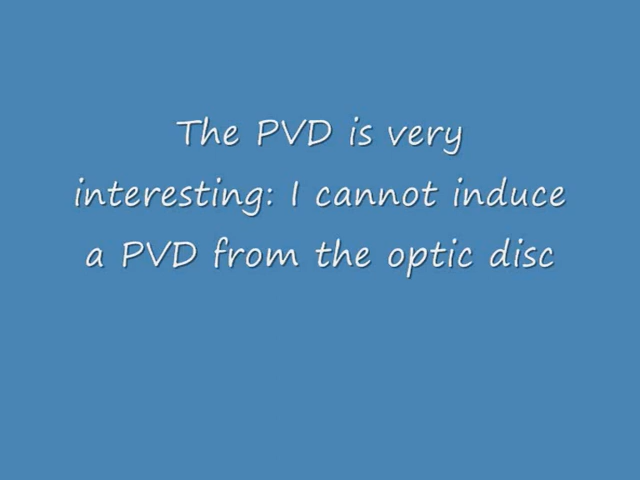 The PVD is very
interesting: I cannot induce
a PVD from the optic disc